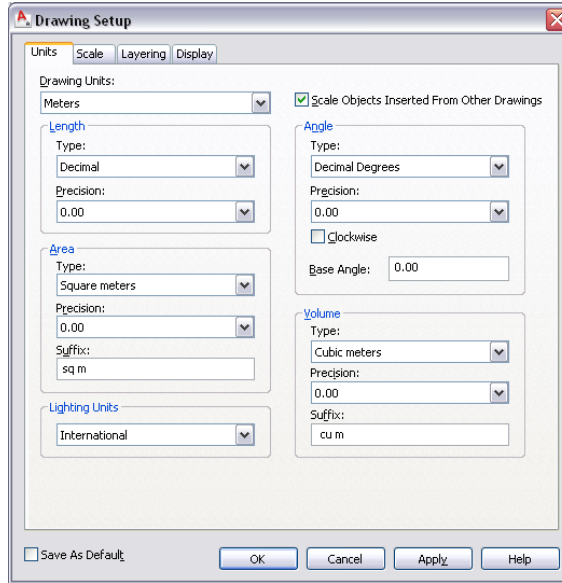 Drawing Setup
Units Scale Layering Display
Drawing Units:
Meters
Scale Objects Inserted From Other Drawings
Length
Type:
Decimal
Precision:
0.00
Angle
Type:
Decimal Degrees
Precision:
0.00
Clockwise
Base Angle: 0.00
Area
Type:
Square meters
Precision:
0.00
Suffix:
sq m
Volume
Type:
Cubic meters
Precision:
0.00
Suffix:
cu m
Lighting Units
International
Save As Default
OK Cancel Apply Help